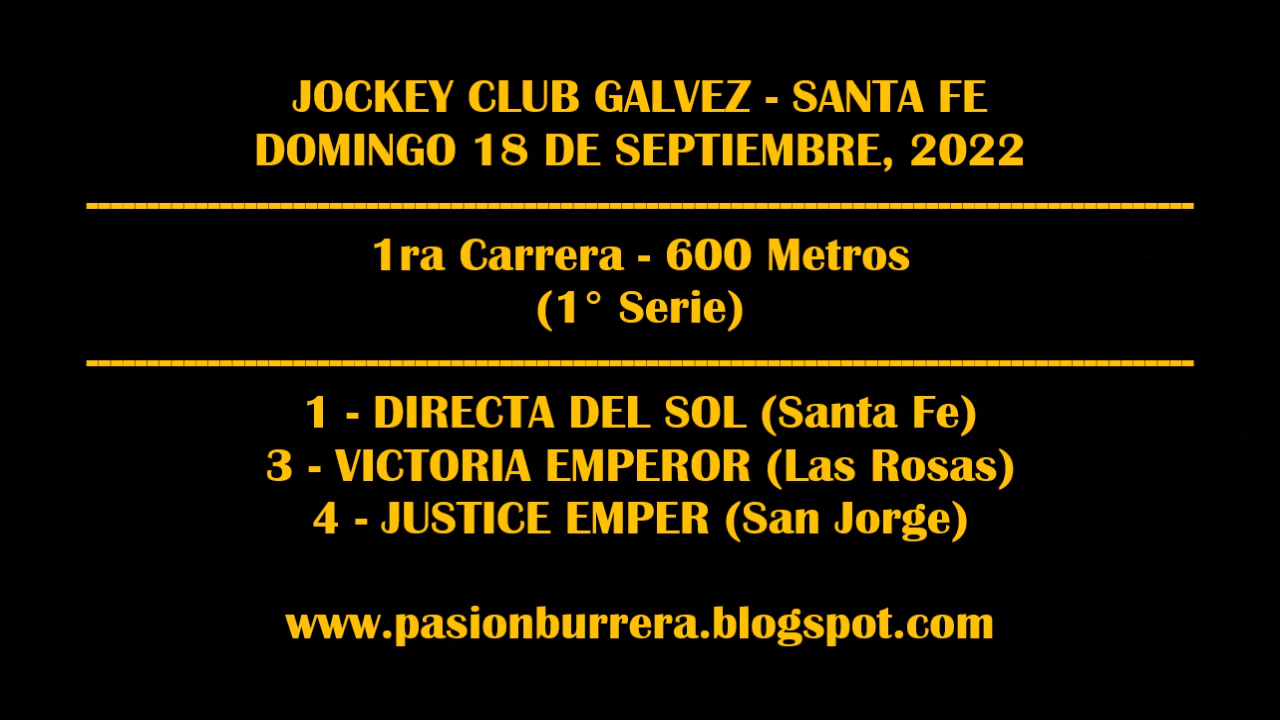 JOCKEY CLUB GALVEZ - SANTA FE
DOMINGO 18 DE SEPTIEMBRE, 2022
1ra Carrera - 600 Metros
(1° Serie)
1 - DIRECTA DEL SOL (Santa Fe)
3 - VICTORIA EMPEROR (Las Rosas)
4 - JUSTICE EMPER (San Jorge)
www.pasionburrera.blogspot.com